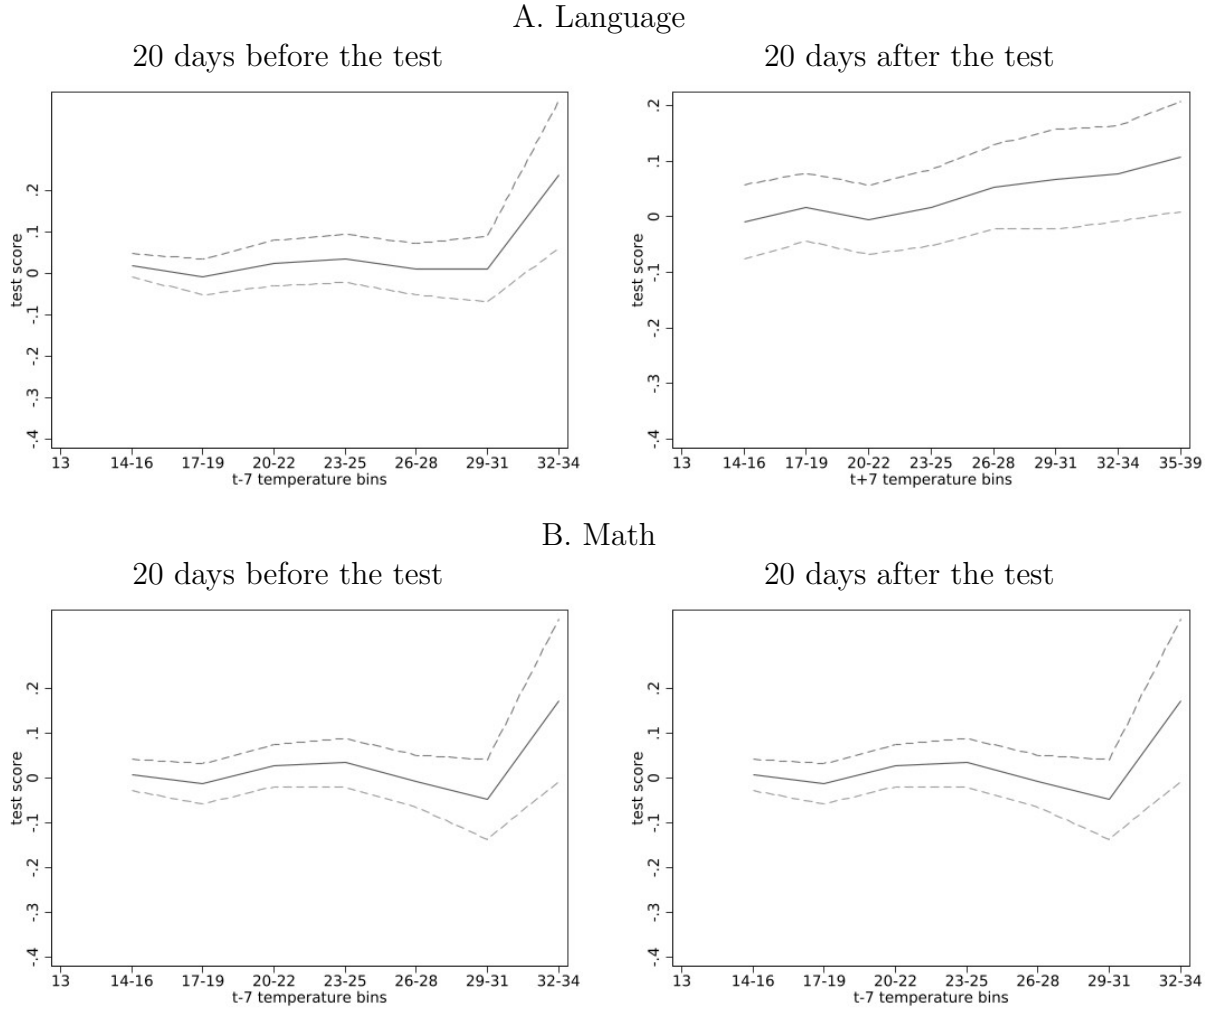 A. Language
20 days before the test
20 days after the test
.2
.1
0
-.1
-.2
-.3
-.4
test score
13 14-16 17-19 20-22 23-25 26-28 29-31 32-34
t-7 temperature bins
.2
.1
0
-.1
-.2
-.3
-.4
test score
13 14-16 17-19 20-22 23-25 26-28 29-31 32-34 35-39
t+7 temperature bins
B. Math
20 days before the test
20 days after the test
.2
.1
0
-.1
-.2
-.3
-.4
test score
13 14-16 17-19 20-22 23-25 26-28 29-31 32-34
t-7 temperature bins
.2
.1
0
-.1
-.2
-.3
-.4
test score
13 14-16 17-19 20-22 23-25 26-28 29-31 32-34
t-7 temperature bins